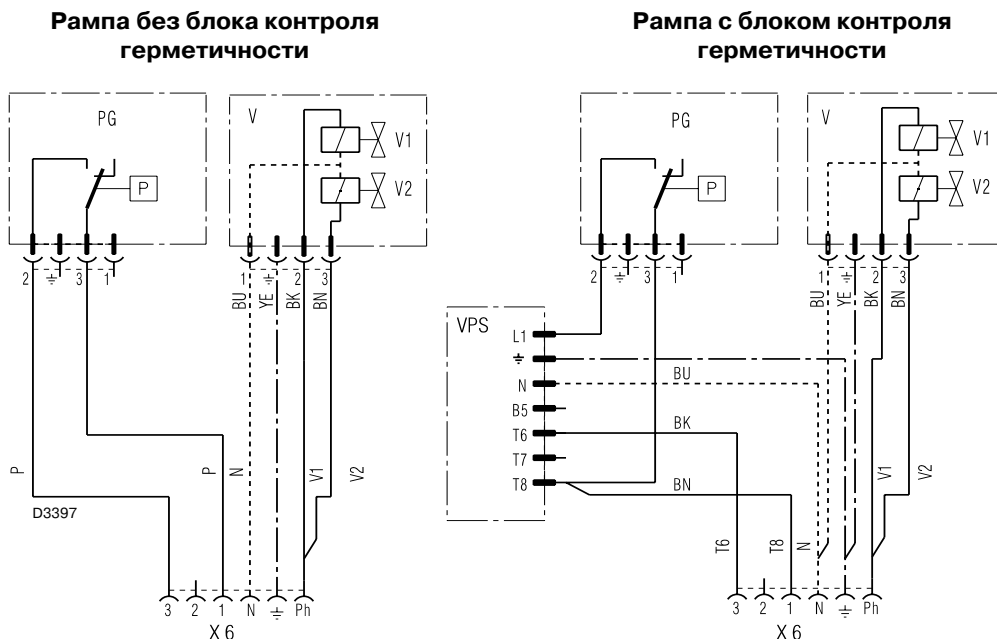 Рампа без блока контроля
герметичности
PG
P
2 3 1
V
V1
V2
1 2 3
BU YE BK BN
P P N V1 V2
D3397
3 2 1 N Ph
X 6
Рампа с блоком контроля
герметичности
PG
P
2 3 1
V
V1
V2
1 2 3
BU YE BK BN
VPS
L1
N BU
B5
T6 BK
T7
T8 BN
T6 T8 N V1 V2
3 2 1 N Ph
X 6